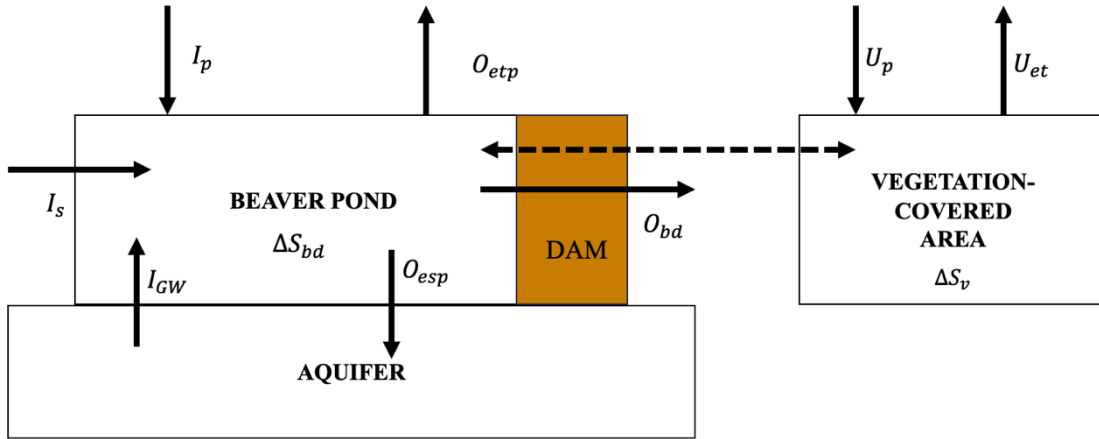 I_p
O_etp
U_p
U_et
I_s
BEAVER POND
ΔS_bd
O_bd
DAM
VEGETATION-
COVERED
AREA
ΔS_v
I_GW
O_esp
AQUIFER